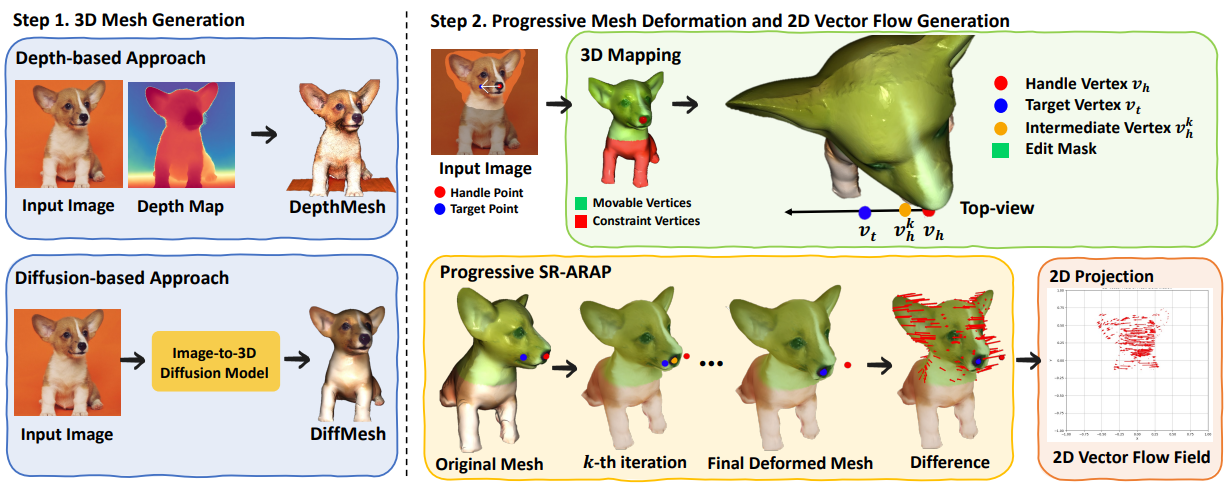 Step 1. 3D Mesh Generation
Depth-based Approach
Input Image
Depth Map
DepthMesh
Diffusion-based Approach
Image-to-3D
Diffusion Model
Input Image
DiffMesh
Step 2. Progressive Mesh Deformation and 2D Vector Flow Generation
Input Image
Handle Point
Target Point
3D Mapping
Movable Vertices
Constraint Vertices
Handle Vertex v_h
Target Vertex v_t
Intermediate Vertex v_h^k
Edit Mask
Top-view
v_t v_h^k v_h
Progressive SR-ARAP
Original Mesh
k-th iteration
Final Deformed Mesh
Difference
2D Projection
2D Vector Flow Field